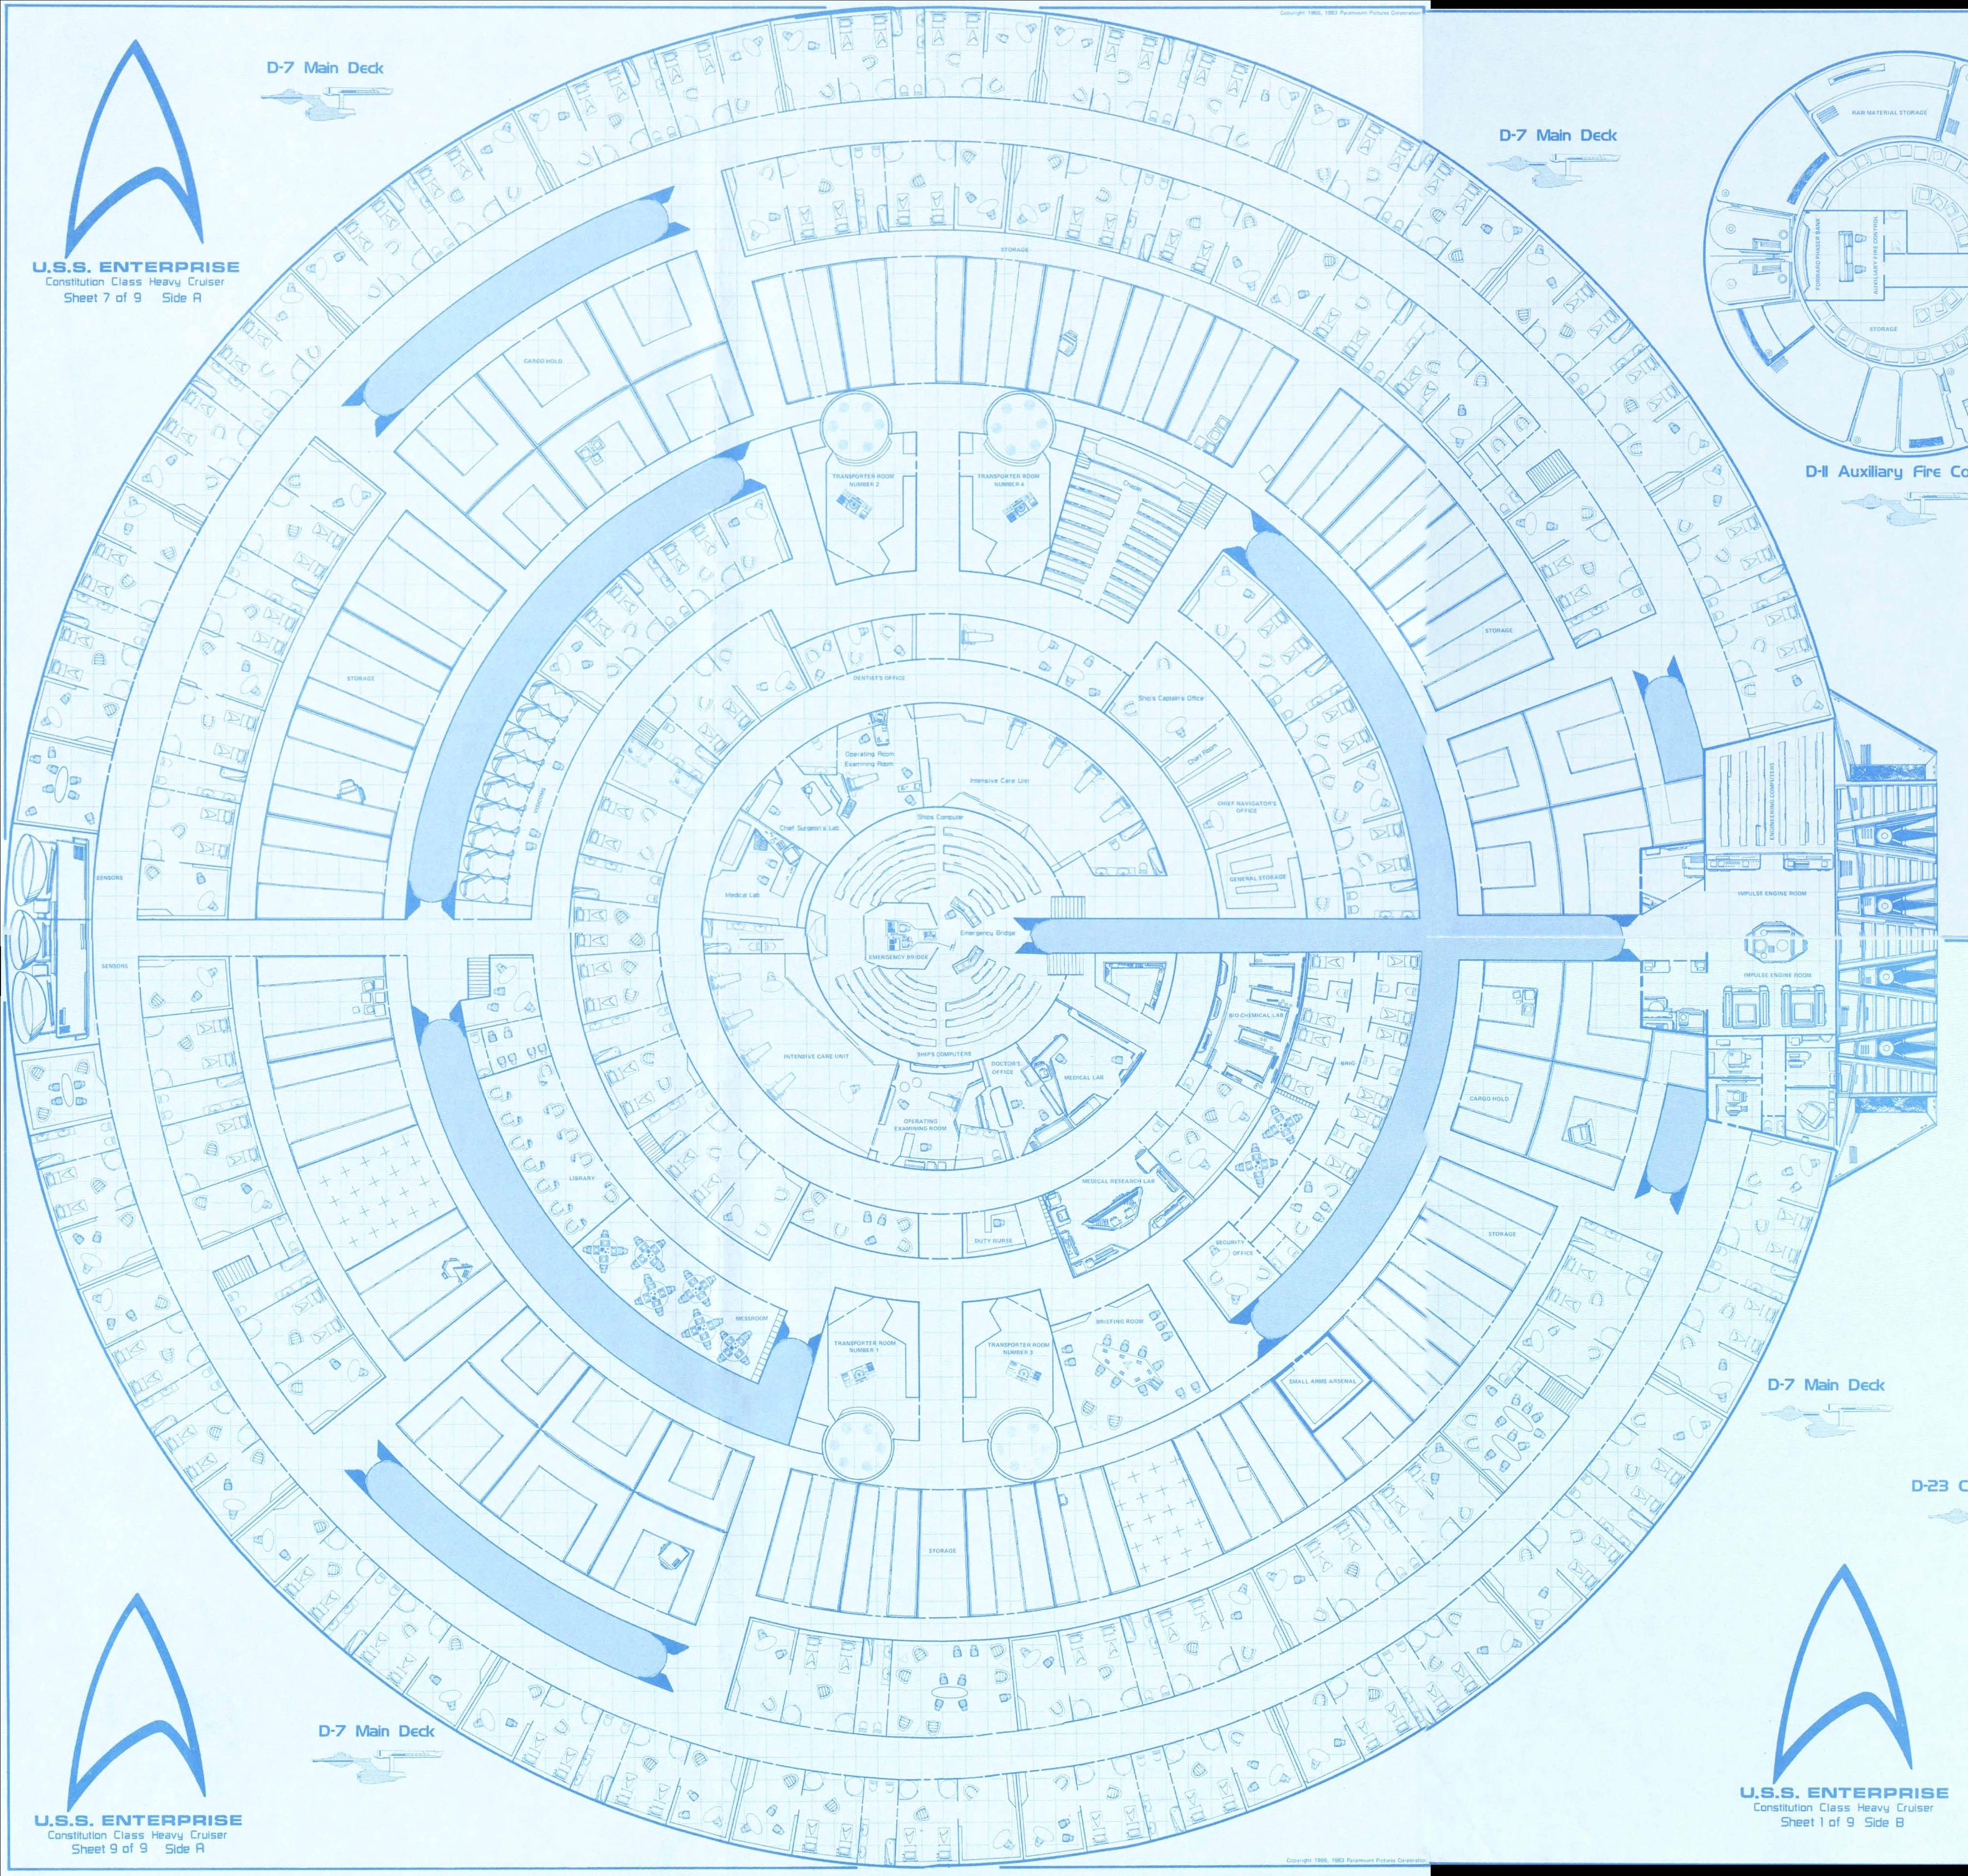 Copyright 1968, 1983 Paramount Pictures Corporation
D-7 Main Deck
U.S.S. ENTERPRISE
Constitution Class Heavy Cruiser
Sheet 7 of 9 Side A
D-7 Main Deck
RAW MATERIAL STORAGE
FORWARD PHASER BANK
AUXILIARY FIRE CONTROL
STORAGE
D-11 Auxiliary Fire Co
STORAGE
CARGO HOLD
TRANSPORTER ROOM
NUMBER 2
TRANSPORTER ROOM
NUMBER 4
Chapel
STORAGE
STORAGE
DENTIST'S OFFICE
Ship's Captain's Office
Chart Room
Operating Room
Examining Room
Intensive Care Unit
CHIEF NAVIGATOR'S
OFFICE
Ships Computer
Chief Surgeon's Lab
ENGINEERING COMPUTERS
SENSORS
Medical Lab
GENERAL STORAGE
IMPULSE ENGINE ROOM
Emergency Bridge
EMERGENCY BRIDGE
SENSORS
IMPULSE ENGINE ROOM
BIO-CHEMICAL LAB
INTENSIVE CARE UNIT
SHIPS COMPUTERS
DOCTOR'S
OFFICE
MEDICAL LAB
BRIG
CARGO HOLD
OPERATING
EXAMINING ROOM
LIBRARY
MEDICAL RESEARCH LAB
DUTY NURSE
SECURITY
OFFICE
STORAGE
MESSROOM
TRANSPORTER ROOM
NUMBER 1
TRANSPORTER ROOM
NUMBER 3
BRIEFING ROOM
SMALL ARMS ARSENAL
D-7 Main Deck
D-23 C
STORAGE
D-7 Main Deck
U.S.S. ENTERPRISE
Constitution Class Heavy Cruiser
Sheet 9 of 9 Side A
U.S.S. ENTERPRISE
Constitution Class Heavy Cruiser
Sheet 1 of 9 Side B
Copyright 1968, 1983 Paramount Pictures Corporation